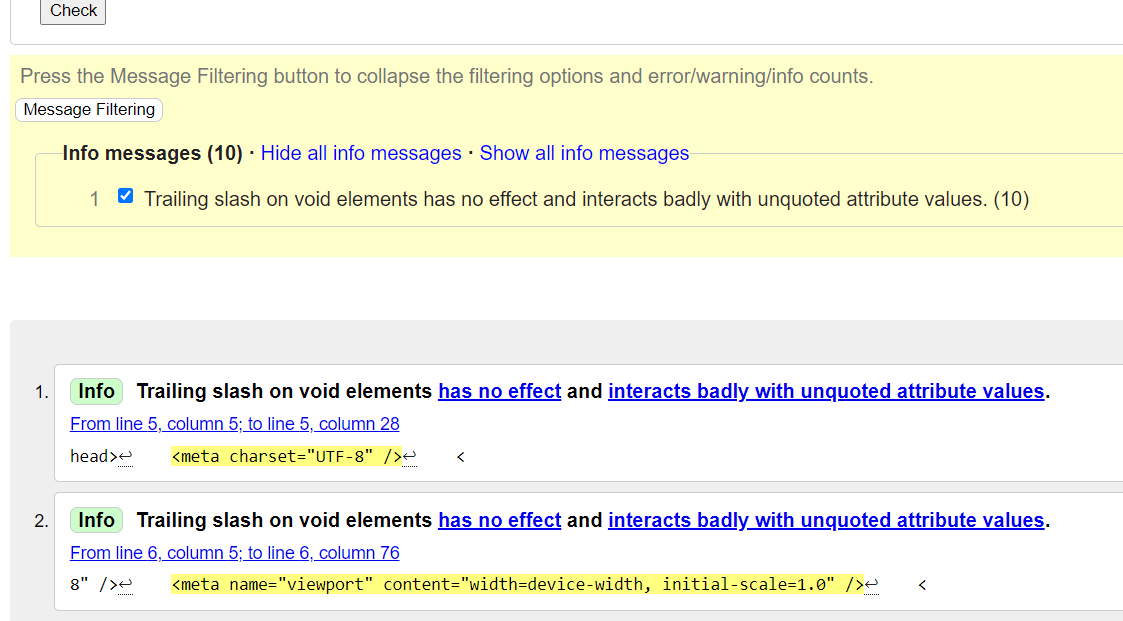 Check
Press the Message Filtering button to collapse the filtering options and error/warning/info counts.
Message Filtering
Info messages (10) · Hide all info messages · Show all info messages
1 Trailing slash on void elements has no effect and interacts badly with unquoted attribute values. (10)
1. Info Trailing slash on void elements has no effect and interacts badly with unquoted attribute values.
From line 5, column 5; to line 5, column 28
head>↩    <meta charset="UTF-8" />↩    <
2. Info Trailing slash on void elements has no effect and interacts badly with unquoted attribute values.
From line 6, column 5; to line 6, column 76
8" />↩    <meta name="viewport" content="width=device-width, initial-scale=1.0" />↩    <